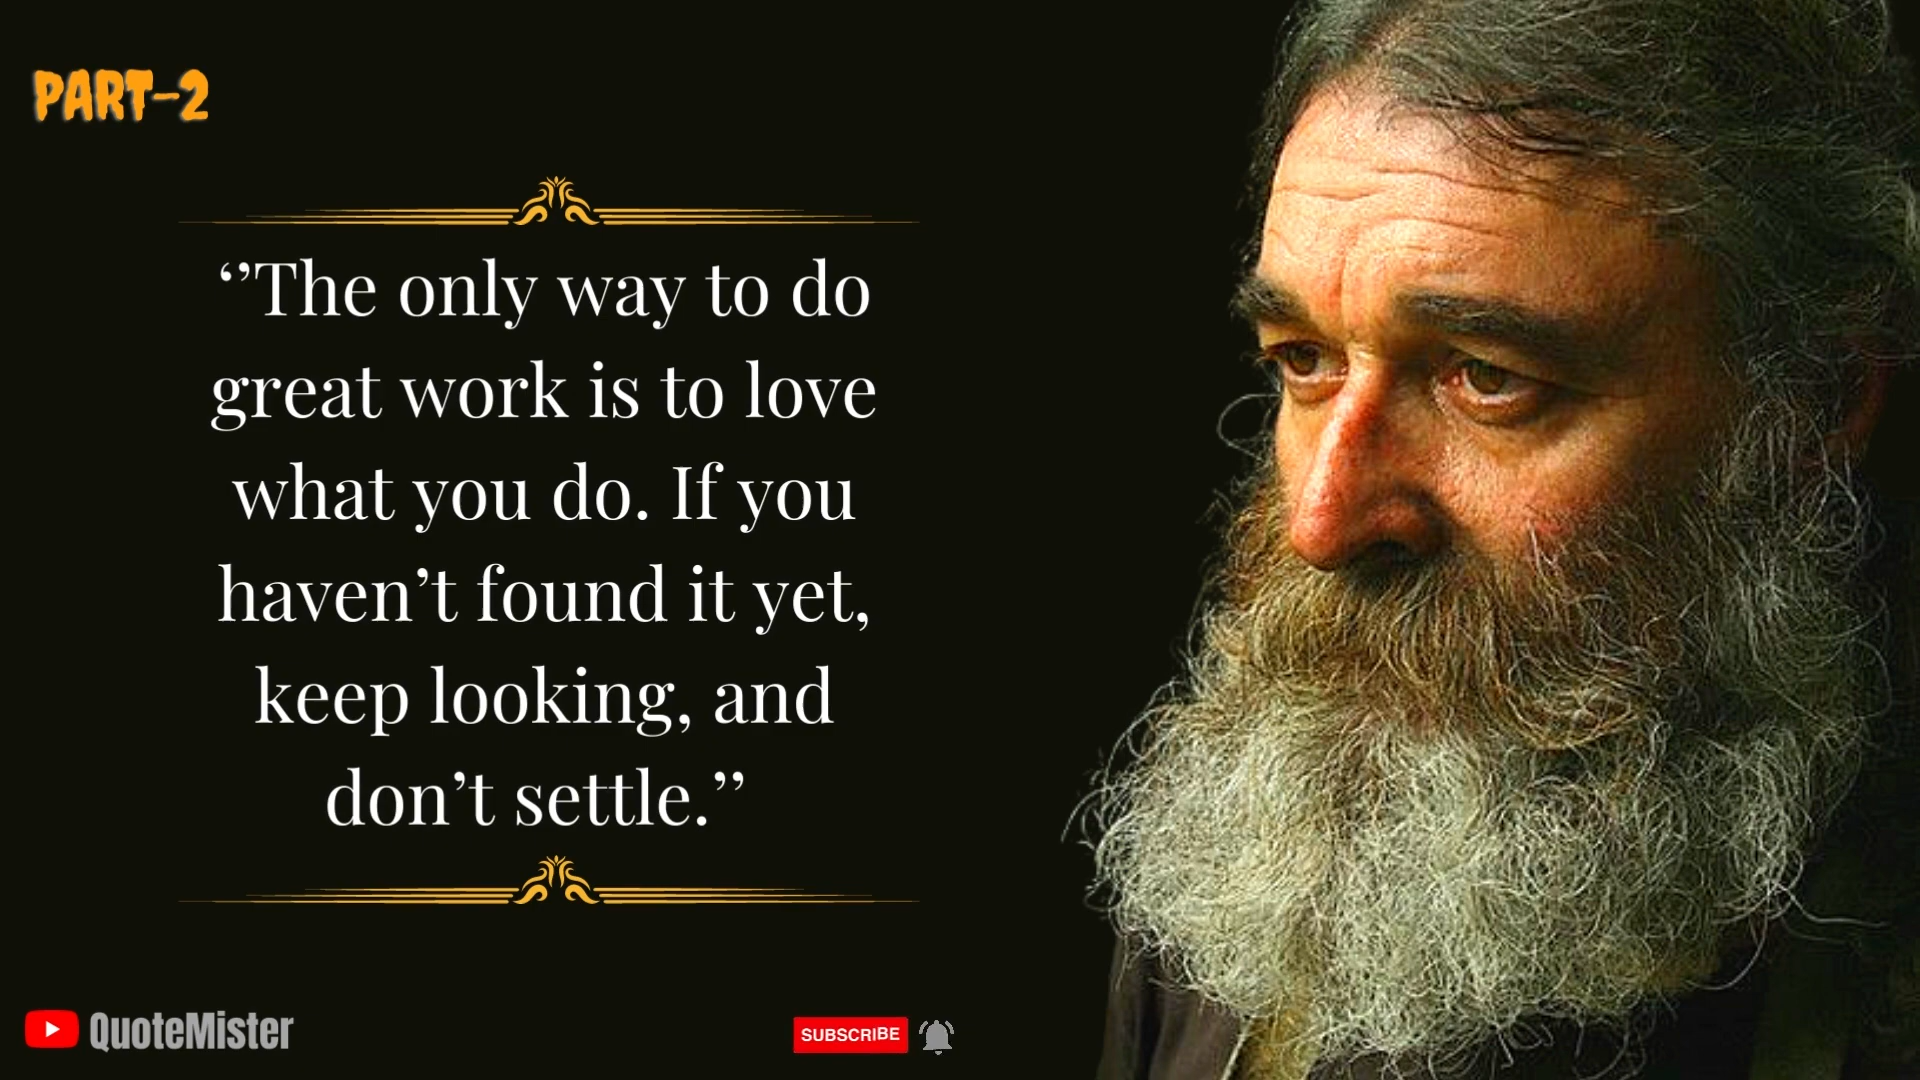 PART-2
‘’The only way to do
great work is to love
what you do. If you
haven’t found it yet,
keep looking, and
don’t settle.’’
QuoteMister
SUBSCRIBE